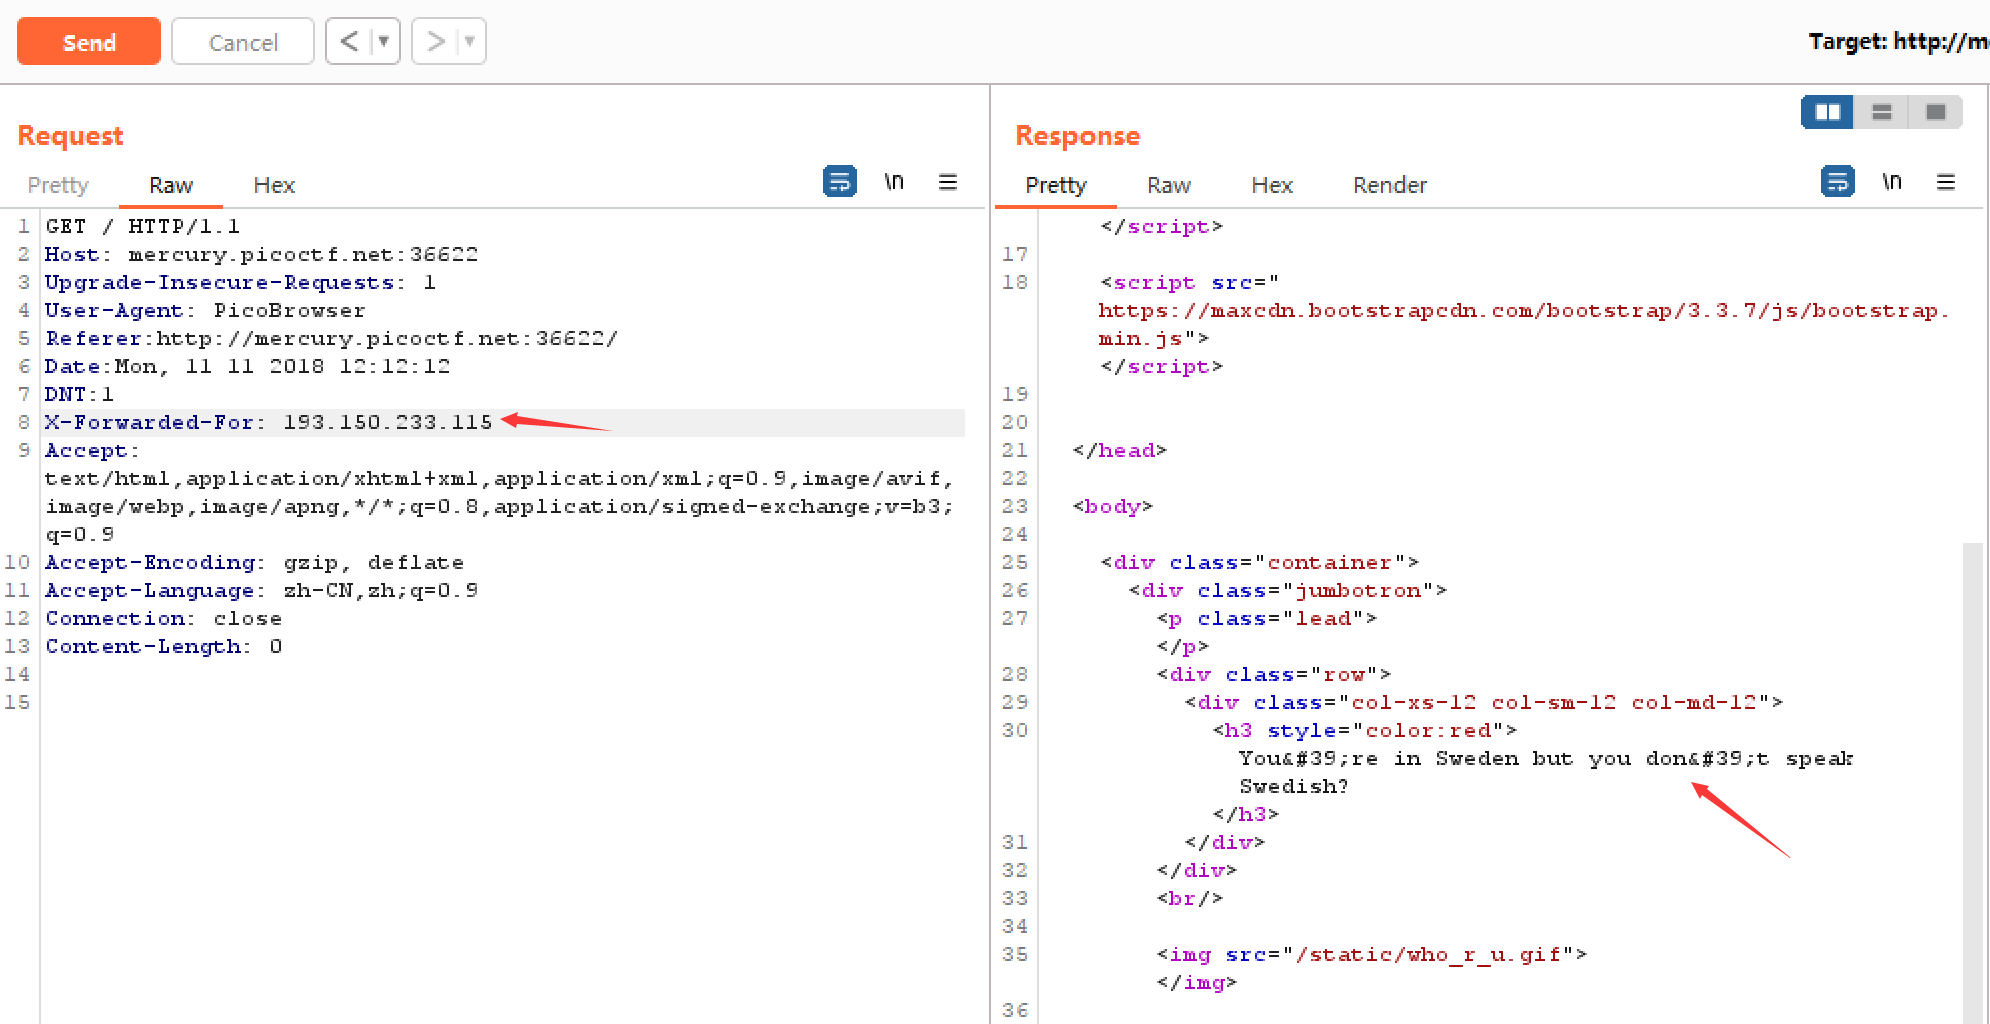 Send Cancel < ▼ > ▼ Target: http://m
Request
Pretty Raw Hex \n
1 GET / HTTP/1.1
2 Host: mercury.picoctf.net:36622
3 Upgrade-Insecure-Requests: 1
4 User-Agent: PicoBrowser
5 Referer:http://mercury.picoctf.net:36622/
6 Date:Mon, 11 11 2018 12:12:12
7 DNT:1
8 X-Forwarded-For: 193.150.233.115
9 Accept:
text/html,application/xhtml+xml,application/xml;q=0.9,image/avif,
image/webp,image/apng,*/*;q=0.8,application/signed-exchange;v=b3;
q=0.9
10 Accept-Encoding: gzip, deflate
11 Accept-Language: zh-CN,zh;q=0.9
12 Connection: close
13 Content-Length: 0
14
15
Response
Pretty Raw Hex Render \n
</script>
17
18 <script src="
https://maxcdn.bootstrapcdn.com/bootstrap/3.3.7/js/bootstrap.
min.js">
</script>
19
20
21 </head>
22
23 <body>
24
25 <div class="container">
26 <div class="jumbotron">
27 <p class="lead">
</p>
28 <div class="row">
29 <div class="col-xs-12 col-sm-12 col-md-12">
30 <h3 style="color:red">
You&#39;re in Sweden but you don&#39;t speak
Swedish?
</h3>
31 </div>
32 </div>
33 <br/>
34
35 <img src="/static/who_r_u.gif">
</img>
36